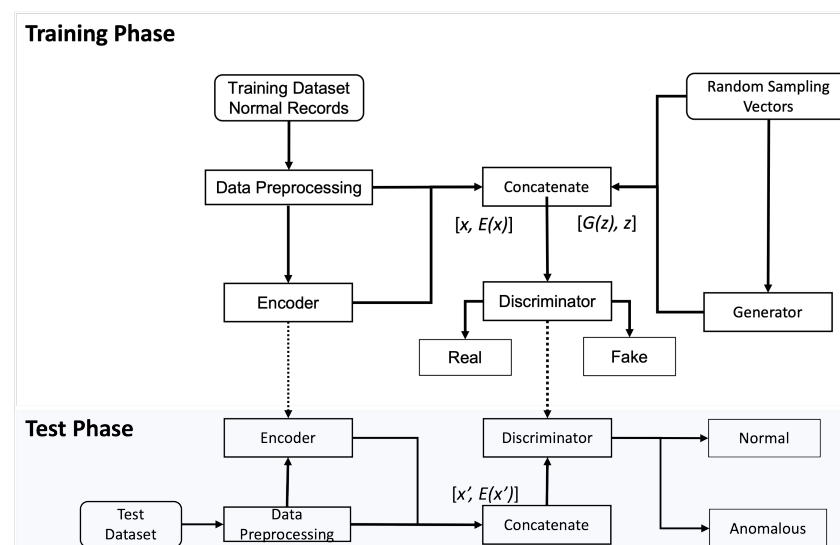 Training Phase
Training Dataset
Normal Records
Random Sampling
Vectors
Data Preprocessing
Concatenate
[x, E(x)]
[G(z), z]
Encoder
Discriminator
Generator
Real
Fake
Test Phase
Encoder
Discriminator
Normal
[x’, E(x’)]
Test
Dataset
Data
Preprocessing
Concatenate
Anomalous